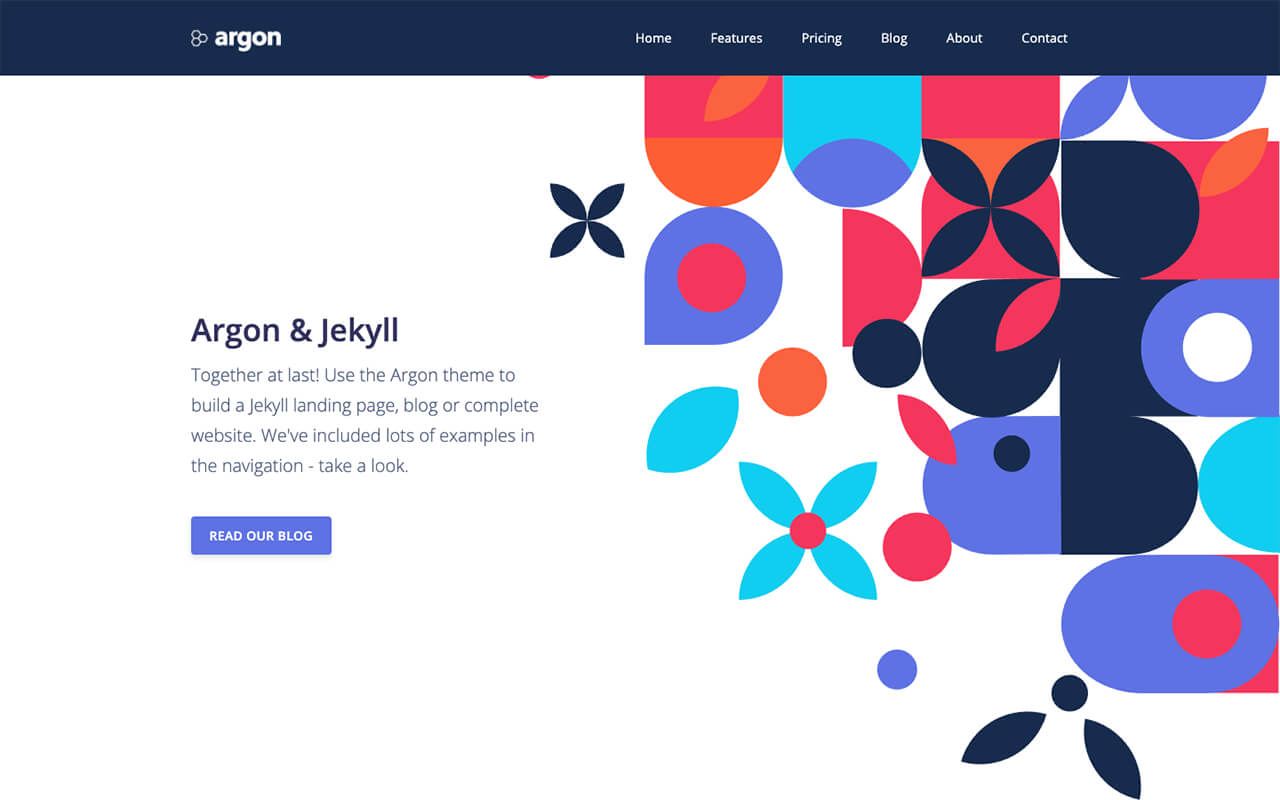 argon
Home Features Pricing Blog About Contact
Argon & Jekyll
Together at last! Use the Argon theme to
build a Jekyll landing page, blog or complete
website. We've included lots of examples in
the navigation - take a look.
READ OUR BLOG